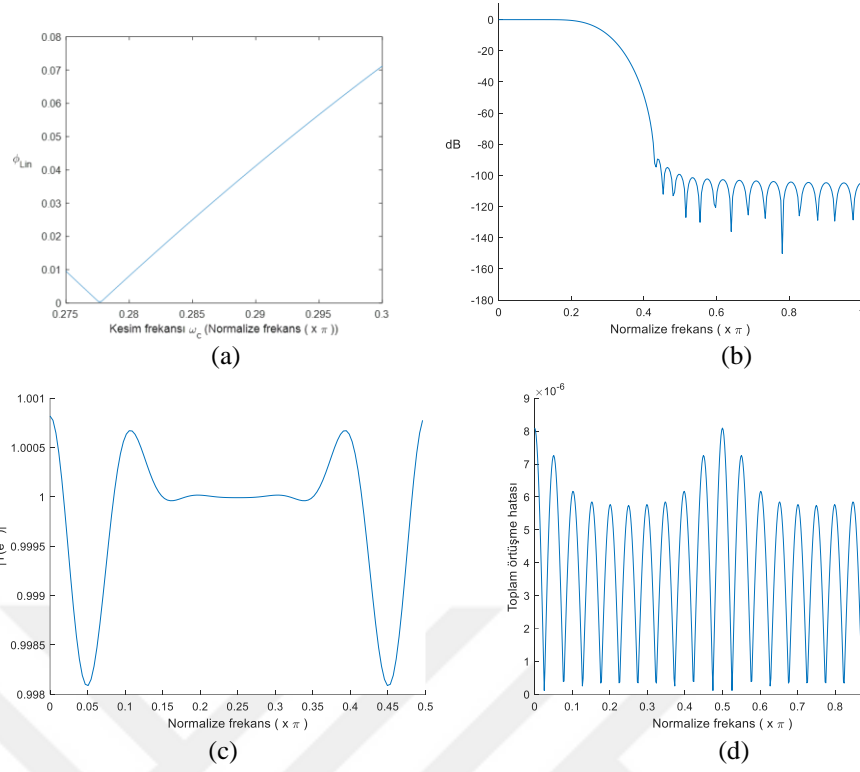 0.08
0.07
0.06
0.05
0.04
0.03
0.02
0.01
0
ϕLin
0.275 0.28 0.285 0.29 0.295 0.3
Kesim frekansı ωc (Normalize frekans ( x π ))
(a)
0
-20
-40
-60
-80
-100
-120
-140
-160
-180
dB
0 0.2 0.4 0.6 0.8 1
Normalize frekans ( x π )
(b)
1.001
1.0005
1
0.9995
0.999
0.9985
0.998
0 0.05 0.1 0.15 0.2 0.25 0.3 0.35 0.4 0.45 0.5
Normalize frekans ( x π )
(c)
×10-6
9
8
7
6
5
4
3
2
1
0
Toplam örtüşme hatası
0 0.1 0.2 0.3 0.4 0.5 0.6 0.7 0.8
Normalize frekans ( x π )
(d)